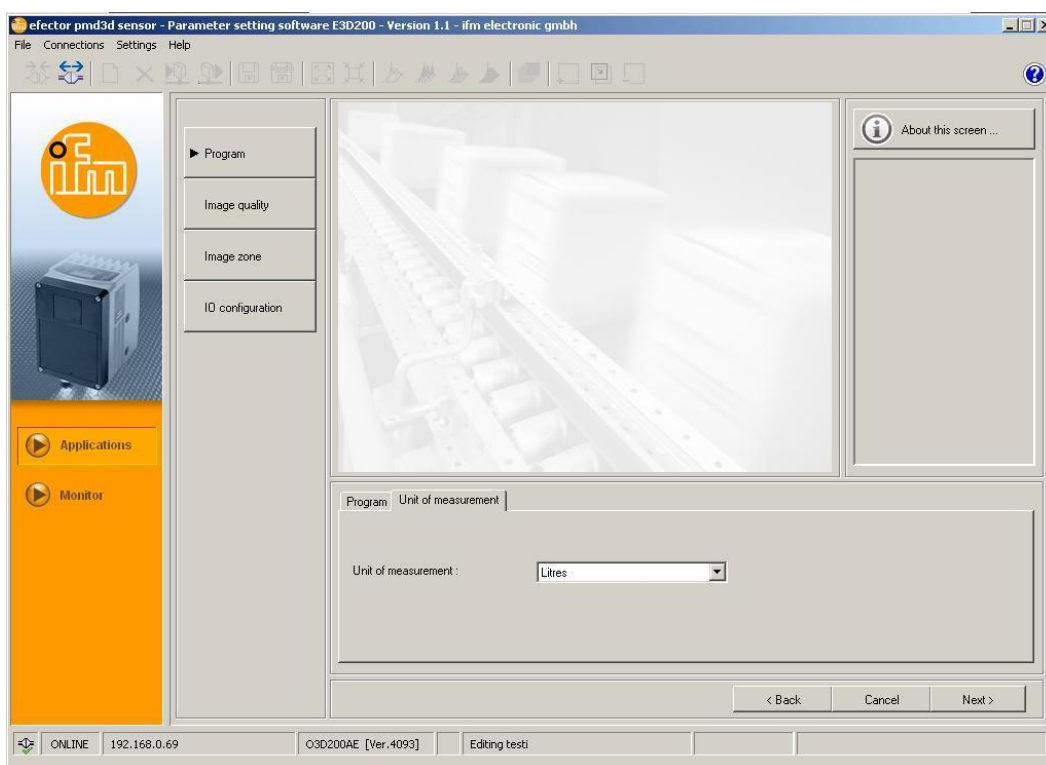 efector pmd3d sensor - Parameter setting software E3D200 - Version 1.1 - ifm electronic gmbh
File Connections Settings Help
ifm
About this screen ...
Program
Image quality
Image zone
IO configuration
Applications
Monitor
Program Unit of measurement
Unit of measurement : Litres
< Back Cancel Next >
ONLINE 192.168.0.69 O3D200AE [Ver.4093] Editing testi